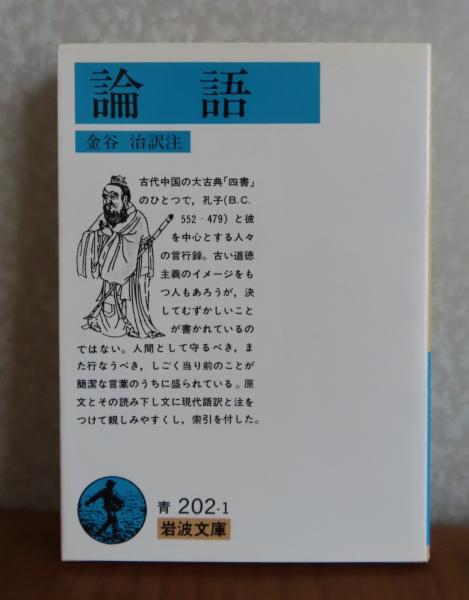 論語
金谷 治訳注
古代中国の大古典「四書」
のひとつで，孔子(B.C.
552-479)と彼
を中心とする人々
の言行録。古い道徳
主義のイメージをも
つ人もあろうが，決
してむずかしいこと
が書かれているの
ではない。人間として守るべき，ま
た行なうべき，しごく当り前のことが
簡潔な言葉のうちに盛られている。原
文とその読み下し文に現代語訳と注を
つけて親しみやすくし，索引を付した。
青 202-1
岩波文庫